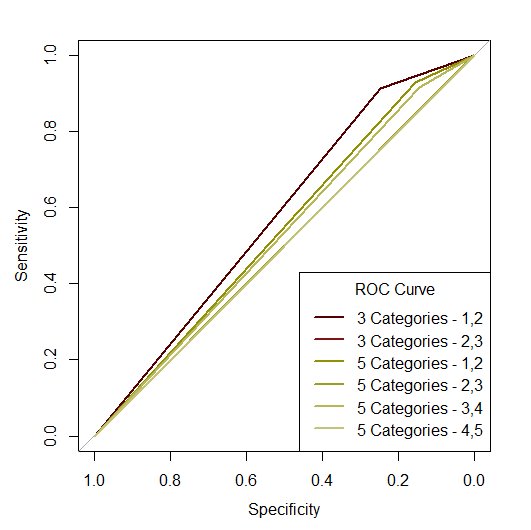 1.0
0.8
0.6
0.4
0.2
0.0
Sensitivity
ROC Curve
3 Categories - 1,2
3 Categories - 2,3
5 Categories - 1,2
5 Categories - 2,3
5 Categories - 3,4
5 Categories - 4,5
1.0 0.8 0.6 0.4 0.2 0.0
Specificity